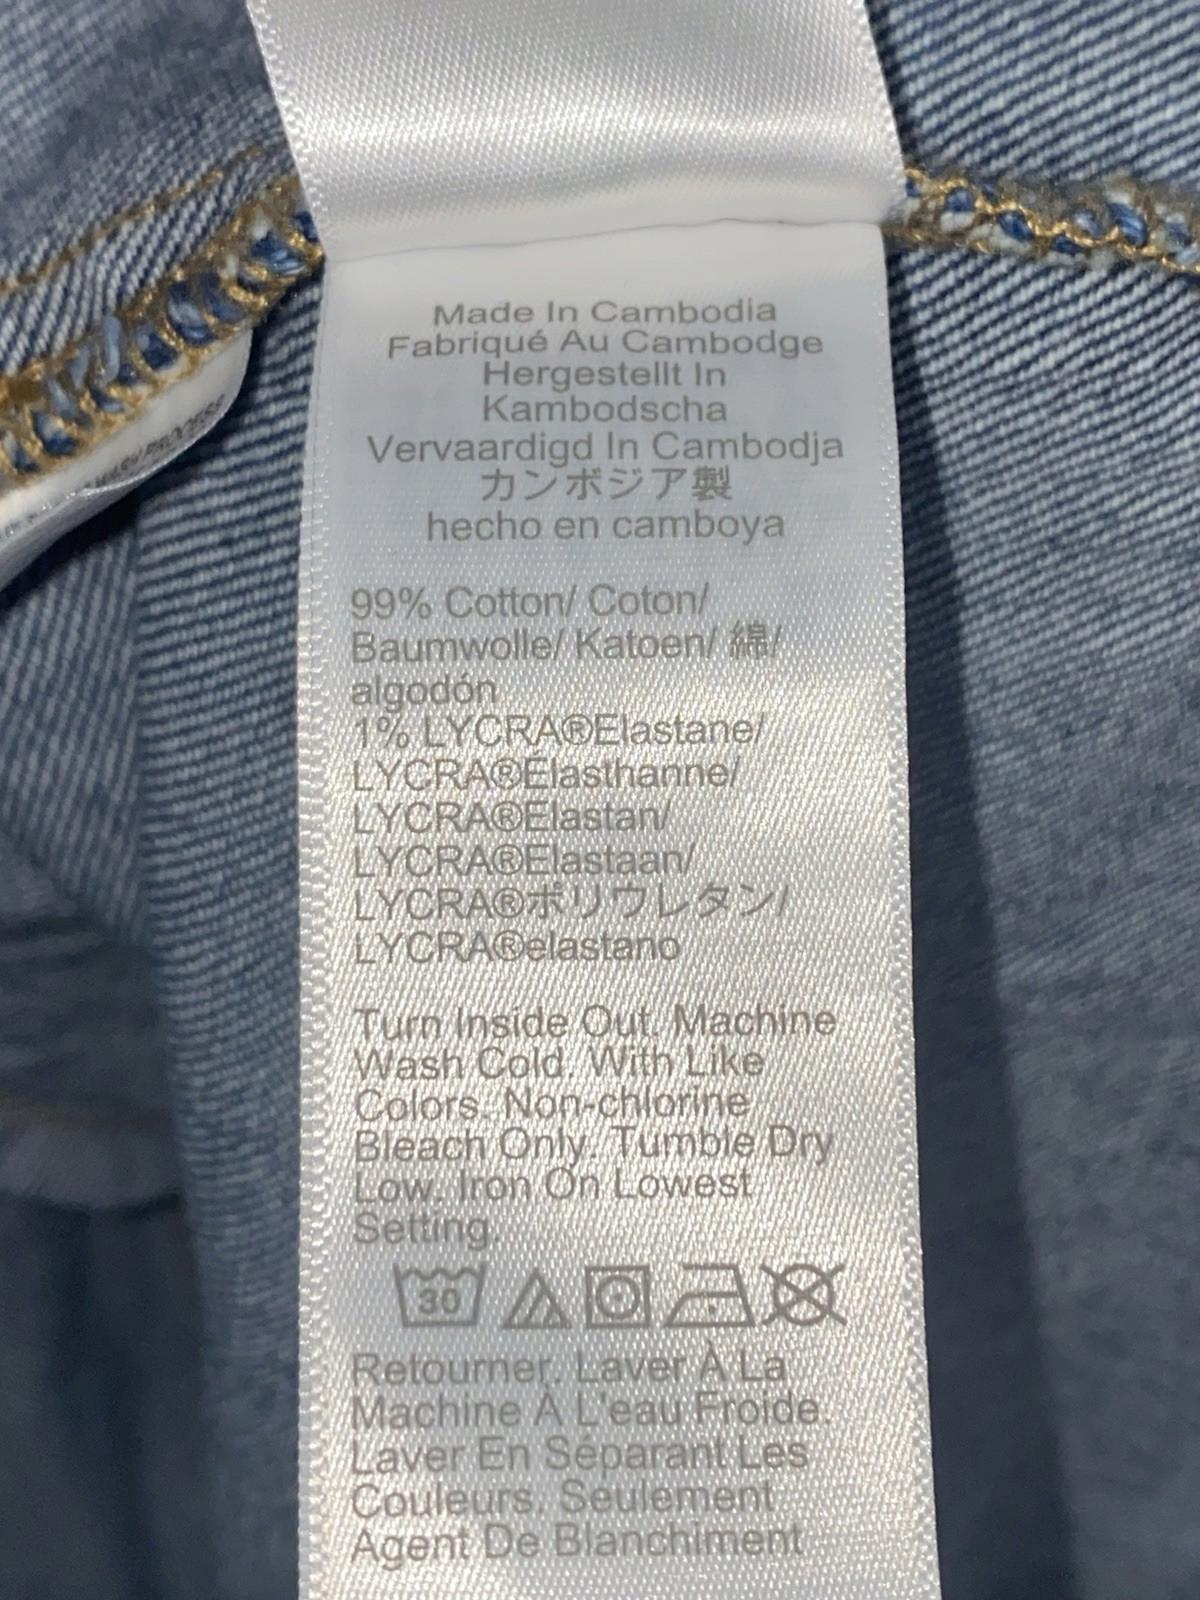 Made In Cambodia
Fabriqué Au Cambodge
Hergestellt In
Kambodscha
Vervaardigd In Cambodja
カンボジア製
hecho en camboya
99% Cotton/ Coton/
Baumwolle/ Katoen/ 綿/
algodón
1% LYCRA®Elastane/
LYCRA®Elasthanne/
LYCRA®Elastan/
LYCRA®Elastaan/
LYCRA®ポリウレタン/
LYCRA®elastano
Turn Inside Out. Machine
Wash Cold. With Like
Colors. Non-chlorine
Bleach Only. Tumble Dry
Low. Iron On Lowest
Setting.
30
Retourner. Laver À La
Machine À L'eau Froide.
Laver En Séparant Les
Couleurs. Seulement
Agent De Blanchiment